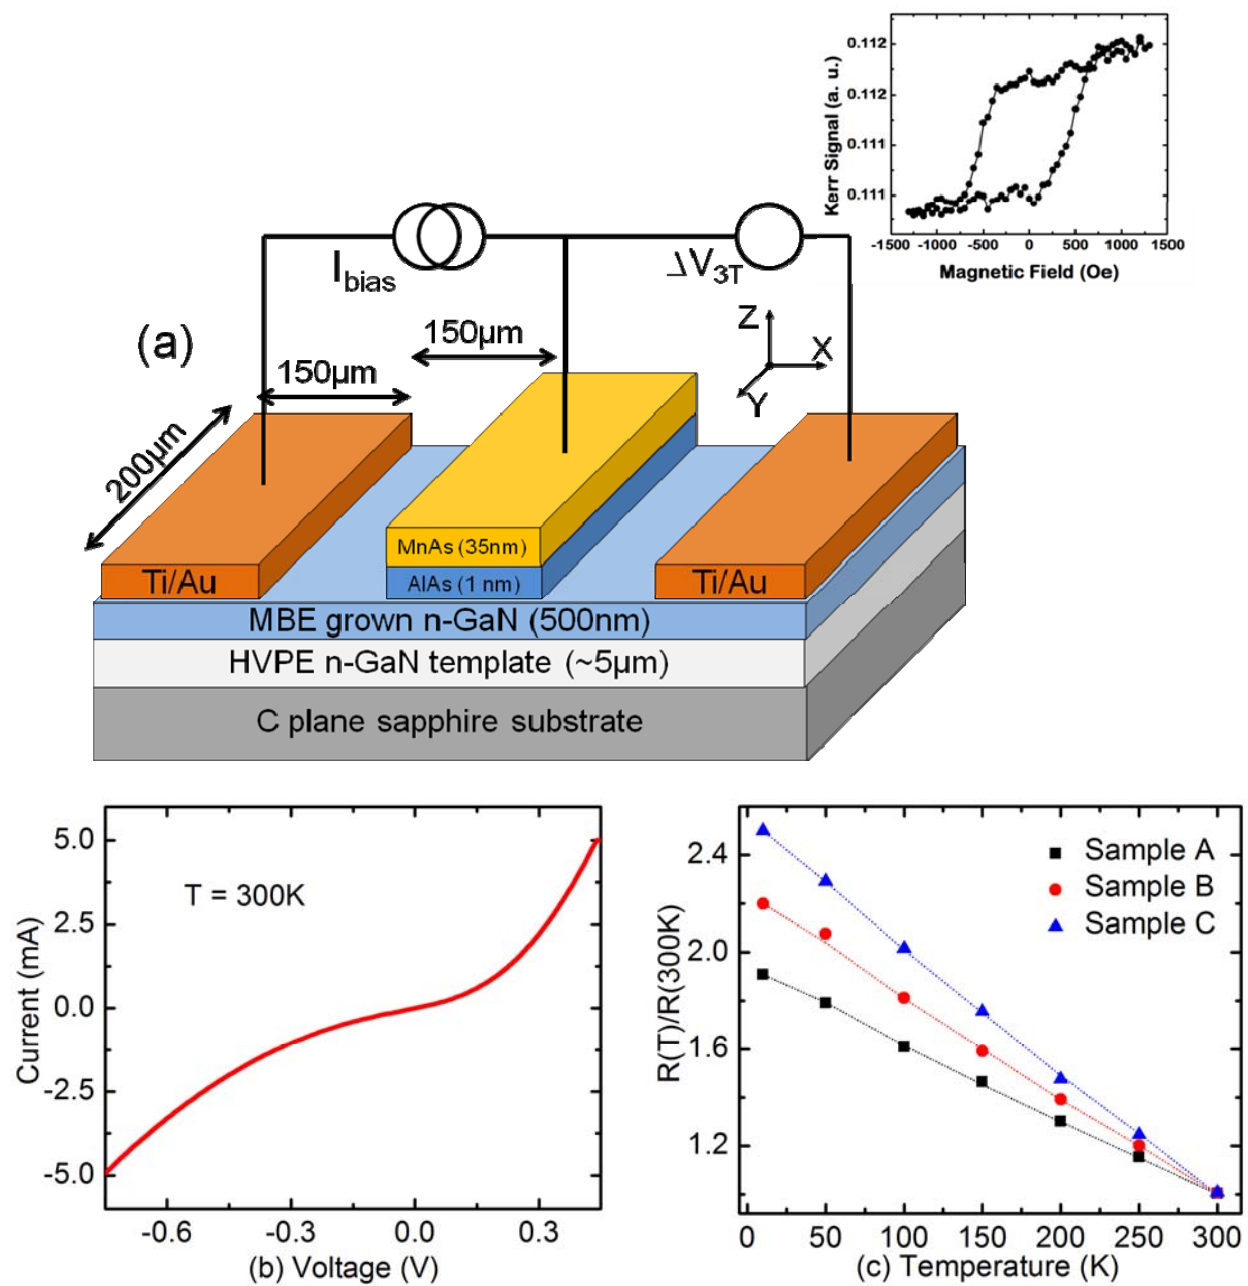 0.112
0.112
0.111
0.111
Kerr Signal (a. u.)
-1500 -1000 -500 0 500 1000 1500
Magnetic Field (Oe)
I bias
ΔV3T
(a)
150µm
150µm
200µm
Z
X
Y
MnAs (35nm)
AlAs (1 nm)
Ti/Au
Ti/Au
MBE grown n-GaN (500nm)
HVPE n-GaN template (~5µm)
C plane sapphire substrate
5.0
2.5
0.0
-2.5
-5.0
Current (mA)
T = 300K
-0.6 -0.3 0.0 0.3
(b) Voltage (V)
2.4
2.0
1.6
1.2
R(T)/R(300K)
Sample A
Sample B
Sample C
0 50 100 150 200 250 300
(c) Temperature (K)